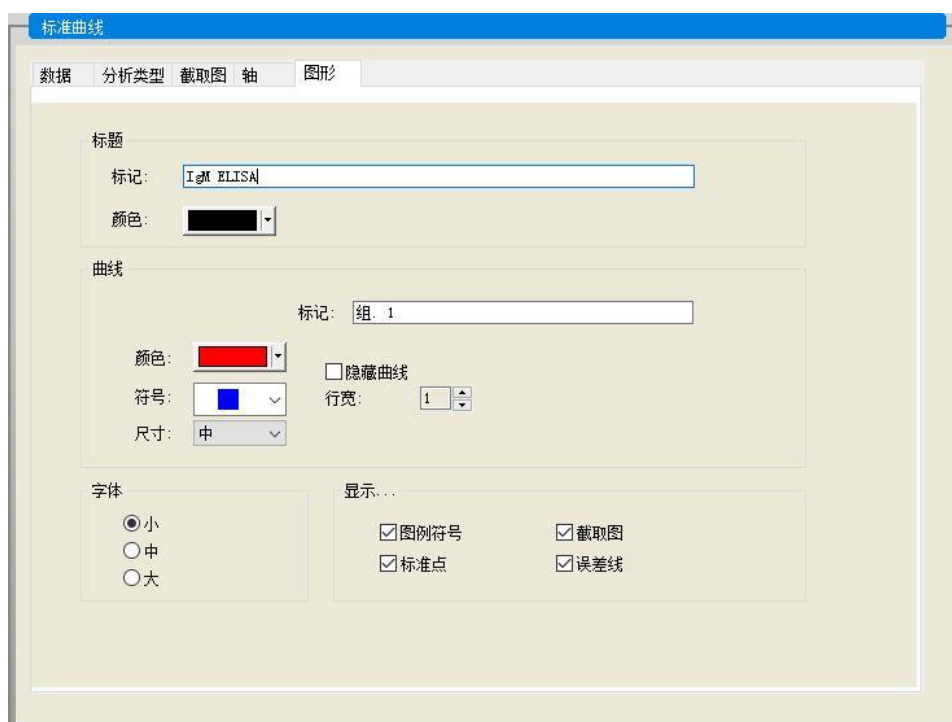 标准曲线
数据 分析类型 截取图 轴 图形
标题
标记: IgM ELISA
颜色:
曲线
标记: 组. 1
颜色:
隐藏曲线
符号:
行宽: 1
尺寸: 中
字体
显示...
小
图例符号 截取图
中
标准点 误差线
大